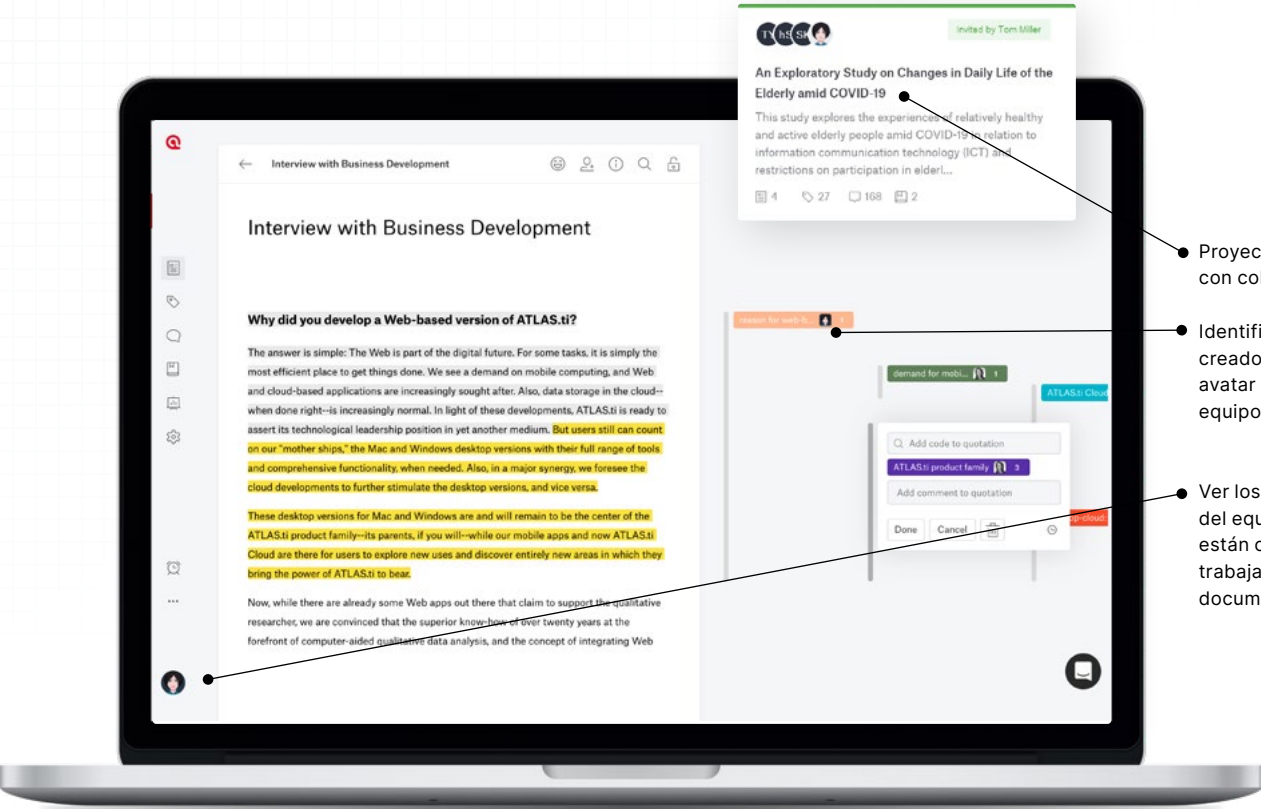 Invited by Tom Miller
An Exploratory Study on Changes in Daily Life of the
Elderly amid COVID-19
This study explores the experiences of relatively healthy
and active elderly people amid COVID-19 in relation to
information communication technology (ICT) and
restrictions on participation in elderl...
4 27 168 2
Interview with Business Development
Interview with Business Development
Why did you develop a Web-based version of ATLAS.ti?
The answer is simple: The Web is part of the digital future. For some tasks, it is simply the
most efficient place to get things done. We see a demand on mobile computing, and Web
and cloud-based applications are increasingly sought after. Also, data storage in the cloud--
when done right--is increasingly normal. In light of these developments, ATLAS.ti is ready to
assert its technological leadership position in yet another medium. But users still can count
on our "mother ships," the Mac and Windows desktop versions with their full range of tools
and comprehensive functionality, when needed. Also, in a major synergy, we foresee the
cloud developments to further stimulate the desktop versions, and vice versa.
These desktop versions for Mac and Windows are and will remain to be the center of the
ATLAS.ti product family--its parents, if you will--while our mobile apps and now ATLAS.ti
Cloud are there for users to explore new uses and discover entirely new areas in which they
bring the power of ATLAS.ti to bear.
Now, while there are already some Web apps out there that claim to support the qualitative
researcher, we are convinced that the superior know-how of over twenty years at the
forefront of computer-aided qualitative data analysis, and the concept of integrating Web
reason for web-b... 1
demand for mobi... 1
ATLAS.ti Cloud
Add code to quotation
ATLAS.ti product family 3
Add comment to quotation
Done Cancel
op-cloud:
Proyec
con col
Identifi
creado
avatar
equipo
Ver los
del equ
están c
trabaja
docum